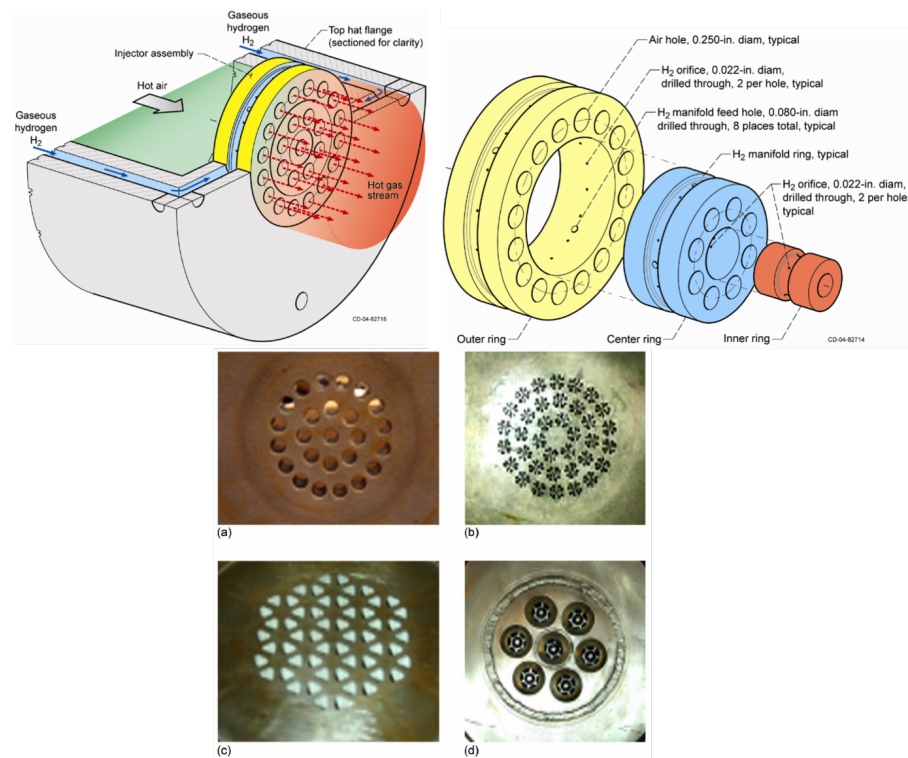 Gaseous
hydrogen
H2
Injector assembly
Gaseous
hydrogen
H2
Top hat flange
(sectioned for clarity)
Hot air
Hot gas
stream
CD-04-82715
Air hole, 0.250-in. diam, typical
H2 orifice, 0.022-in. diam,
drilled through, 2 per hole, typical
H2 manifold feed hole, 0.080-in. diam
drilled through, 8 places total, typical
H2 manifold ring, typical
H2 orifice, 0.022-in. diam,
drilled through, 2 per hole
typical
Outer ring
Center ring
Inner ring
CD-04-82714
(a)
(b)
(c)
(d)